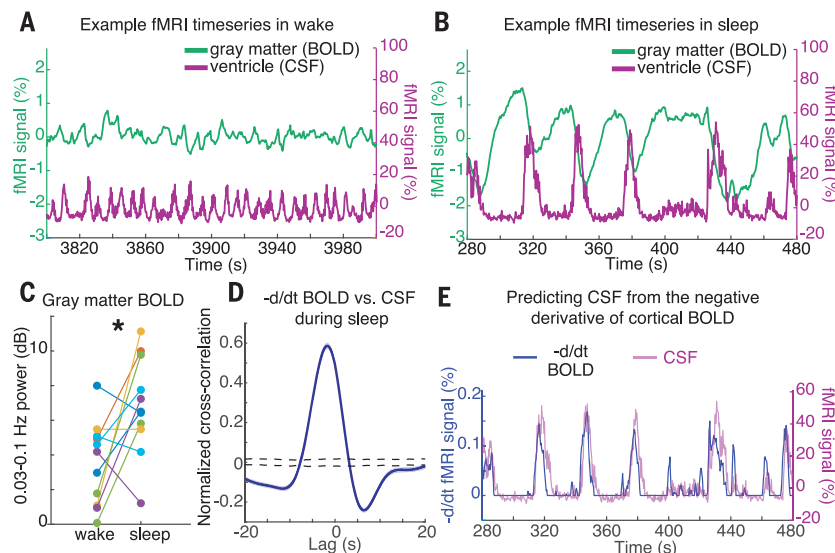 A
Example fMRI timeseries in wake
gray matter (BOLD)
ventricle (CSF)
fMRI signal (%)
2
1
0
-1
-2
-3
100
80
60
40
20
0
-20
fMRI signal (%)
3820
3860
3900
3940
3980
Time (s)
B
Example fMRI timeseries in sleep
gray matter (BOLD)
ventricle (CSF)
fMRI signal (%)
2
1
0
-1
-2
-3
100
80
60
40
20
0
-20
fMRI signal (%)
280
320
360
400
440
480
Time (s)
C
Gray matter BOLD
*
0.03-0.1 Hz power (dB)
10
0
wake
sleep
D
-d/dt BOLD vs. CSF
during sleep
Normalized cross-correlation
0.6
0.4
0.2
0
-0.2
-20
0
20
Lag (s)
E
Predicting CSF from the negative
derivative of cortical BOLD
-d/dt
BOLD
CSF
-d/dt fMRI signal (%)
0.2
0.1
0
60
40
20
0
-20
fMRI signal (%)
280
320
360
400
440
480
Time (s)